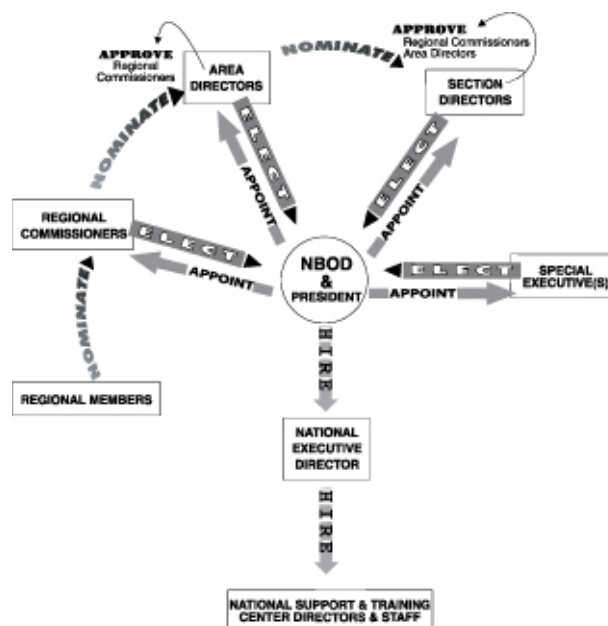 APPROVE
Regional
Commissioners
NOMINATE
APPROVE
Regional Commissioners
Area Directors
AREA
DIRECTORS
SECTION
DIRECTORS
NOMINATE
ELECT
APPOINT
ELECT
APPOINT
REGIONAL
COMMISSIONERS
ELECT
APPOINT
NBOD
&
PRESIDENT
ELECT
APPOINT
SPECIAL
EXECUTIVE(S)
NOMINATE
REGIONAL MEMBERS
HIRE
NATIONAL
EXECUTIVE
DIRECTOR
HIRE
NATIONAL SUPPORT & TRAINING
CENTER DIRECTORS & STAFF